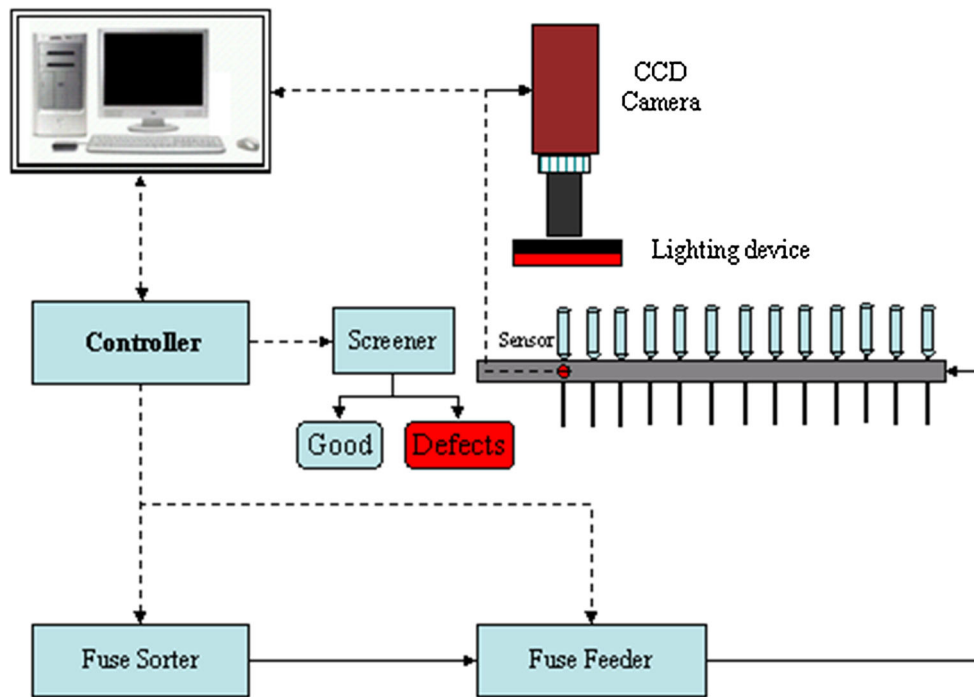 CCD
Camera
Lighting device
Controller
Screener
Sensor
Good
Defects
Fuse Sorter
Fuse Feeder